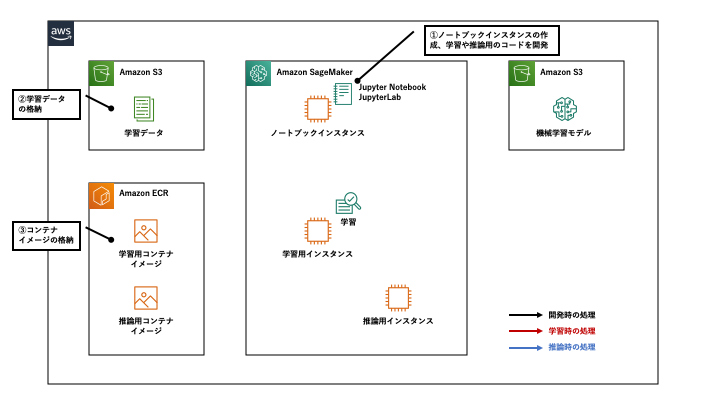 aws
①ノートブックインスタンスの作
成、学習や推論用のコードを開発
Amazon S3
②学習データ
の格納
学習データ
Amazon SageMaker
Jupyter Notebook
JupyterLab
ノートブックインスタンス
Amazon S3
機械学習モデル
Amazon ECR
③コンテナ
イメージの格納
学習用コンテナ
イメージ
推論用コンテナ
イメージ
学習
学習用インスタンス
推論用インスタンス
開発時の処理
学習時の処理
推論時の処理